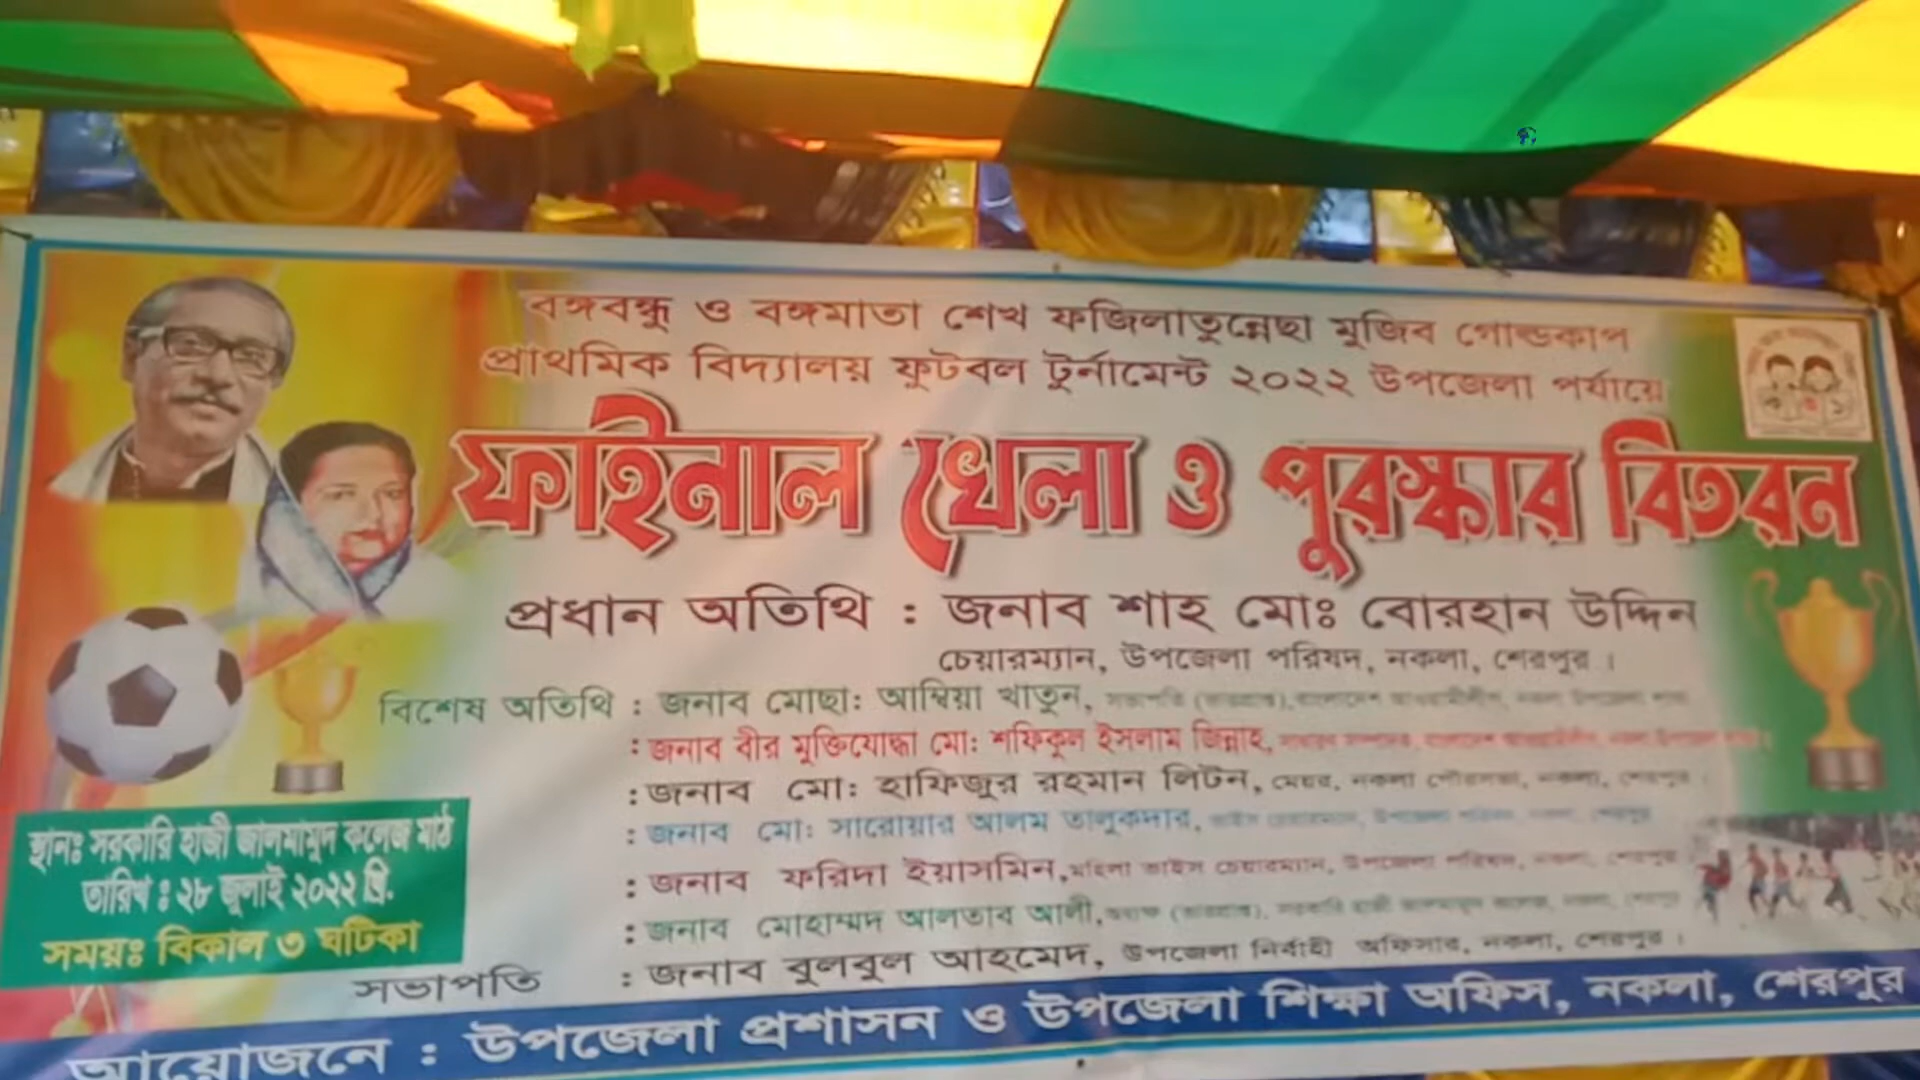 বঙ্গবন্ধু ও বঙ্গমাতা শেখ ফজিলাতুন্নেছা মুজিব গোল্ডকাপ
প্রাথমিক বিদ্যালয় ফুটবল টুর্নামেন্ট ২০২২ উপজেলা পর্যায়ে
ফাইনাল খেলা ও পুরস্কার বিতরন
প্রধান অতিথি : জনাব শাহ মোঃ বোরহান উদ্দিন
চেয়ারম্যান, উপজেলা পরিষদ, নকলা, শেরপুর ।
বিশেষ অতিথি : জনাব মোছা: আম্বিয়া খাতুন,
: জনাব বীর মুক্তিযোদ্ধা মো: শফিকুল ইসলাম জিন্নাহ,
: জনাব মো: হাফিজুর রহমান লিটন, মেয়র, নকলা পৌরসভা, নকলা, শেরপুর ।
: জনাব মো: সারোয়ার আলম তালুকদার,
: জনাব ফরিদা ইয়াসমিন, মহিলা ভাইস চেয়ারম্যান, উপজেলা পরিষদ, নকলা, শেরপুর
: জনাব মোহাম্মদ আলতাব আলী,
সভাপতি : জনাব বুলবুল আহমেদ, উপজেলা নির্বাহী অফিসার, নকলা, শেরপুর ।
স্থানঃ সরকারি হাজী জালমামুদ কলেজ মাঠ
তারিখ : ২৮ জুলাই ২০২২ খ্রি.
সময়ঃ বিকাল ৩ ঘটিকা
আয়োজনে : উপজেলা প্রশাসন ও উপজেলা শিক্ষা অফিস, নকলা, শেরপুর